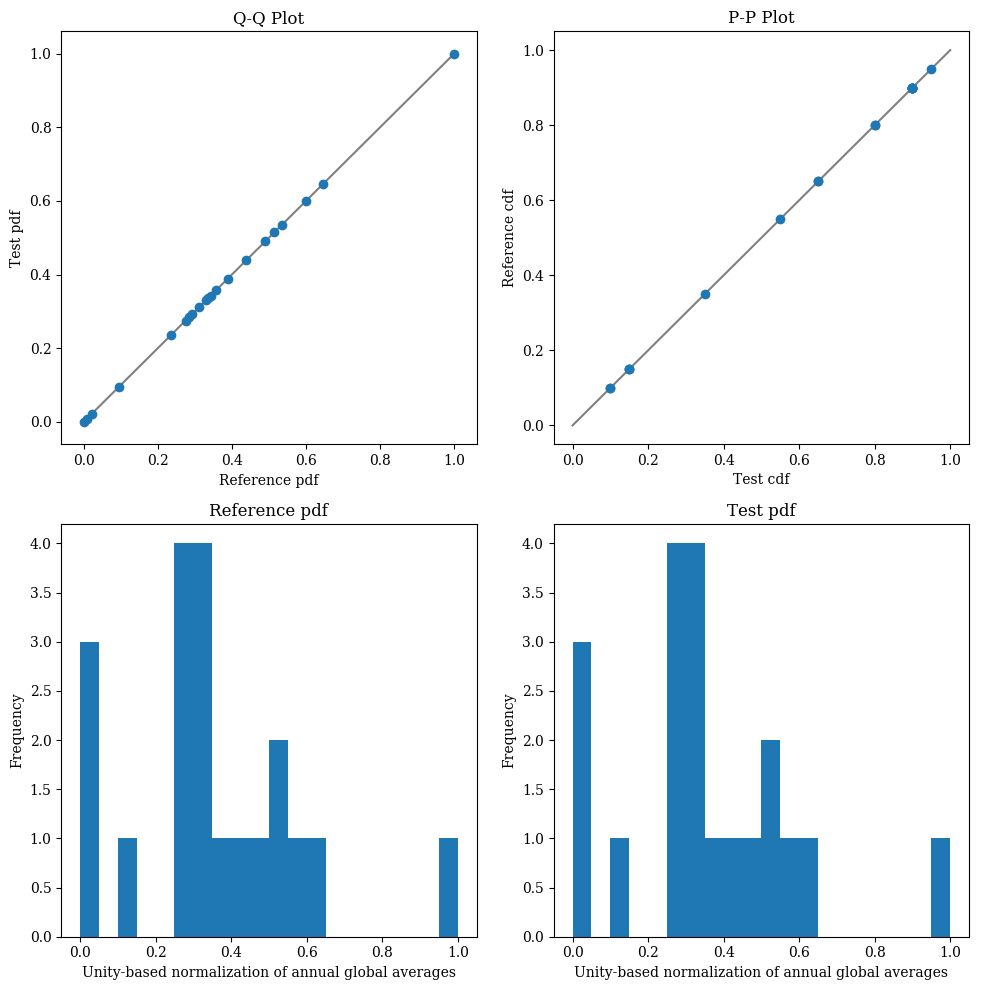 Q-Q Plot
1.0
0.8
0.6
0.4
0.2
0.0
Test pdf
0.0 0.2 0.4 0.6 0.8 1.0
Reference pdf
P-P Plot
1.0
0.8
0.6
0.4
0.2
0.0
Reference cdf
0.0 0.2 0.4 0.6 0.8 1.0
Test cdf
Reference pdf
4.0
3.5
3.0
2.5
2.0
1.5
1.0
0.5
0.0
Frequency
0.0 0.2 0.4 0.6 0.8 1.0
Unity-based normalization of annual global averages
Test pdf
4.0
3.5
3.0
2.5
2.0
1.5
1.0
0.5
0.0
Frequency
0.0 0.2 0.4 0.6 0.8 1.0
Unity-based normalization of annual global averages